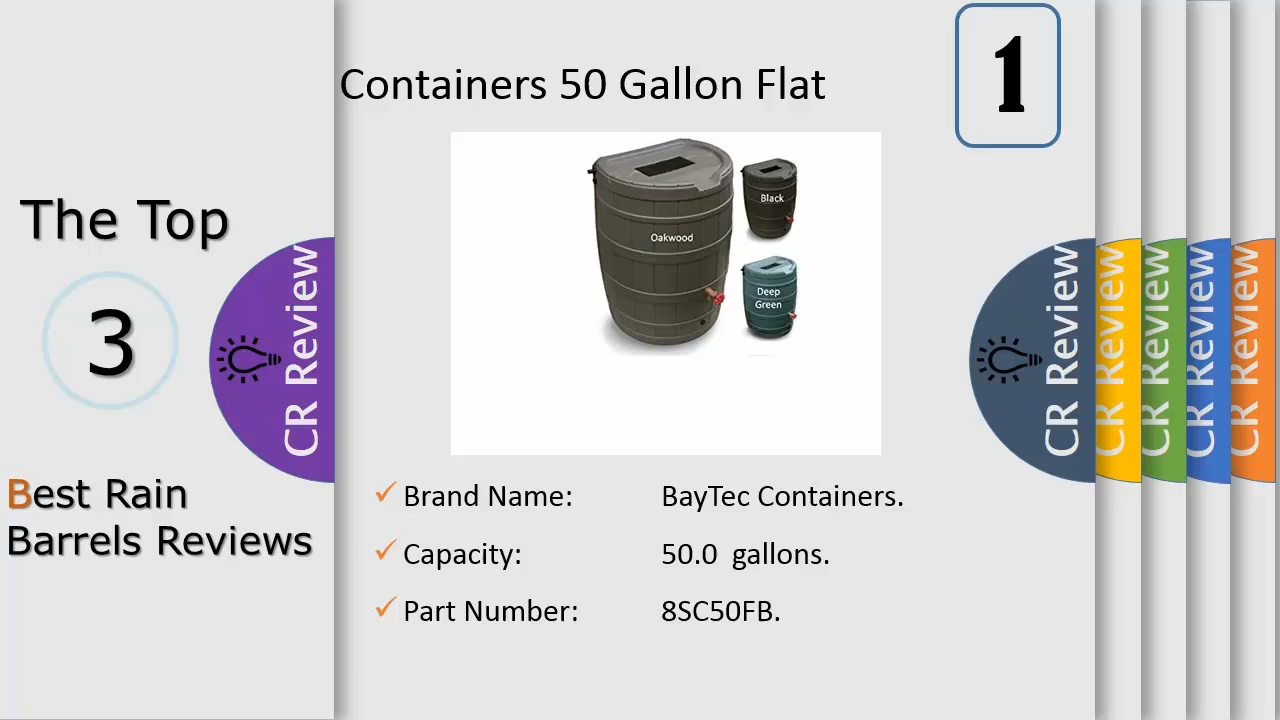 The Top
3
Best Rain
Barrels Reviews
CR Review
Containers 50 Gallon Flat
1
Oakwood
Black
Deep
Green
Brand Name: BayTec Containers.
Capacity: 50.0 gallons.
Part Number: 8SC50FB.
CR Review
CR Review
CR Review
CR Review
CR Review